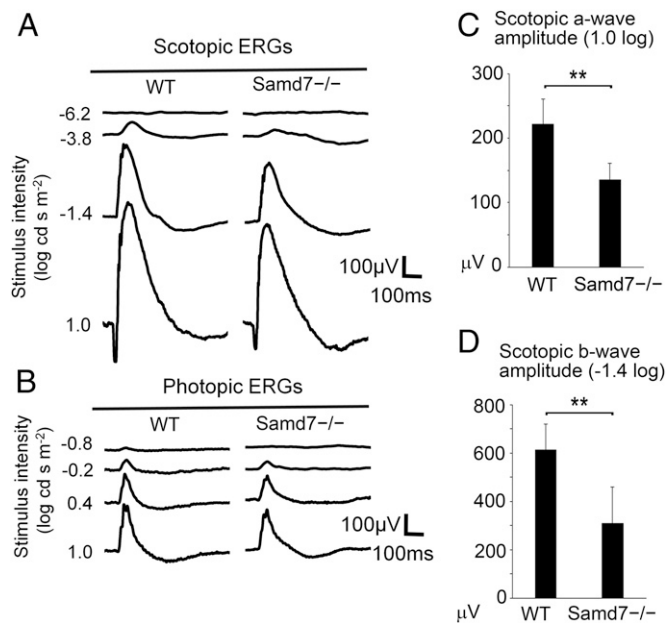 A
Scotopic ERGs
WT
Samd7−/−
-6.2
-3.8
-1.4
1.0
Stimulus intensity
(log cd s m⁻²)
100μV
100ms
B
Photopic ERGs
WT
Samd7−/−
-0.8
-0.2
0.4
1.0
Stimulus intensity
(log cd s m⁻²)
100μV
100ms
C
Scotopic a-wave
amplitude (1.0 log)
300
200
100
0
μV
**
WT
Samd7−/−
D
Scotopic b-wave
amplitude (-1.4 log)
800
600
400
200
0
μV
**
WT
Samd7−/−